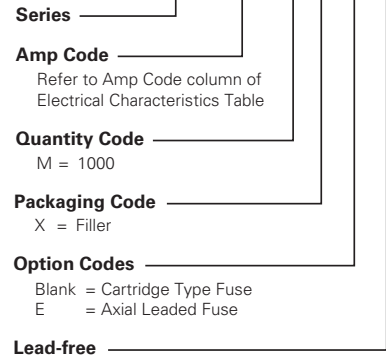 Series
Amp Code
Refer to Amp Code column of
Electrical Characteristics Table
Quantity Code
M = 1000
Packaging Code
X = Filler
Option Codes
Blank = Cartridge Type Fuse
E = Axial Leaded Fuse
Lead-free